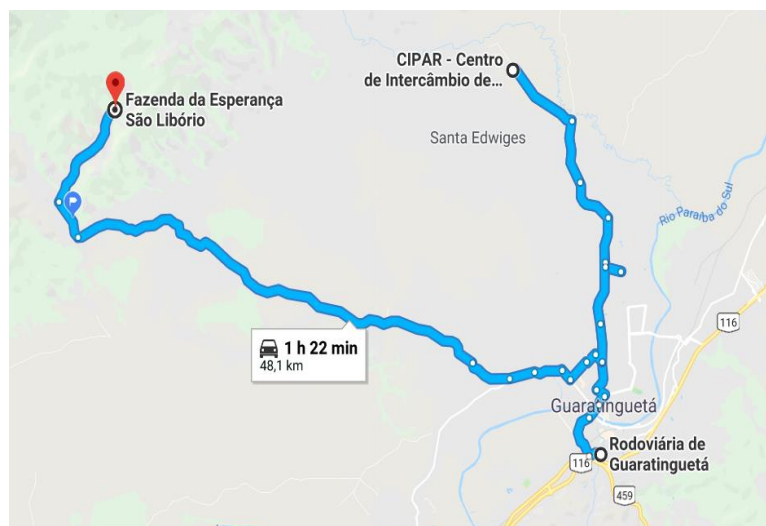 CIPAR - Centro
de Intercâmbio de...
Fazenda da Esperança
São Libório
Santa Edwiges
P
Rio Paraíba do Sul
116
1 h 22 min
48,1 km
Guaratinguetá
Rodoviária de
Guaratinguetá
116
459